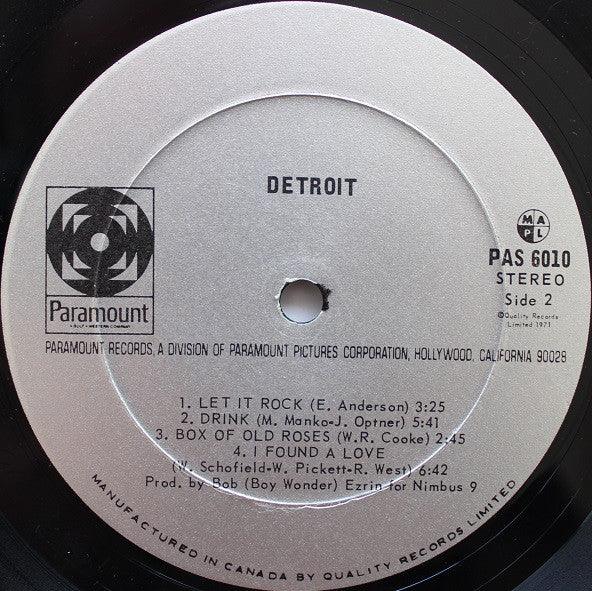 DETROIT
M A
P L
PAS 6010
STEREO
Side 2
©Quality Records
Limited 1971
Paramount
A GULF + WESTERN COMPANY
PARAMOUNT RECORDS, A DIVISION OF PARAMOUNT PICTURES CORPORATION, HOLLYWOOD, CALIFORNIA 90028
1. LET IT ROCK (E. Anderson) 3:25
2. DRINK (M. Manko-J. Optner) 5:41
3. BOX OF OLD ROSES (W.R. Cooke) 2:45
4. I FOUND A LOVE
(W. Schofield-W. Pickett-R. West) 6:42
Prod. by Bob (Boy Wonder) Ezrin for Nimbus 9
MANUFACTURED IN CANADA BY QUALITY RECORDS LIMITED